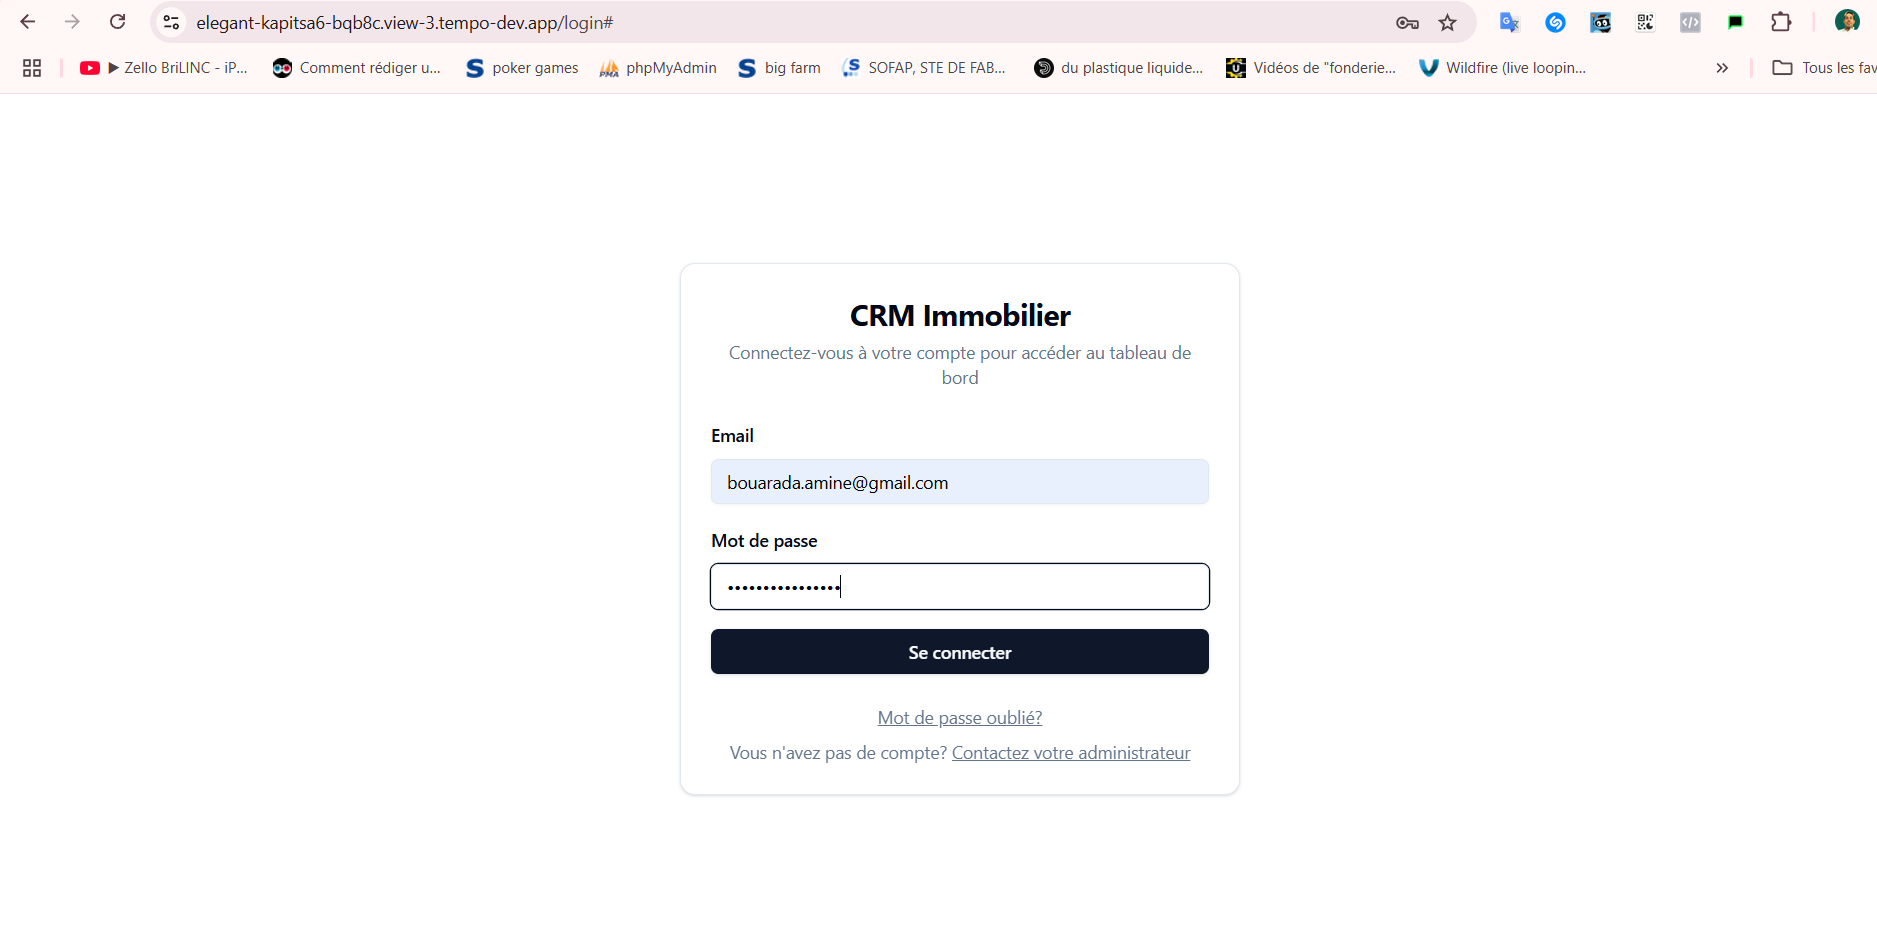 elegant-kapitsa6-bqb8c.view-3.tempo-dev.app/login#
▶ Zello BriLINC - iP... Comment rédiger u... poker games phpMyAdmin big farm SOFAP, STE DE FAB... du plastique liquide... Vidéos de "fonderie... Wildfire (live loopin... » Tous les fav
CRM Immobilier
Connectez-vous à votre compte pour accéder au tableau de
bord
Email
bouarada.amine@gmail.com
Mot de passe
••••••••••••••••
Se connecter
Mot de passe oublié?
Vous n'avez pas de compte? Contactez votre administrateur